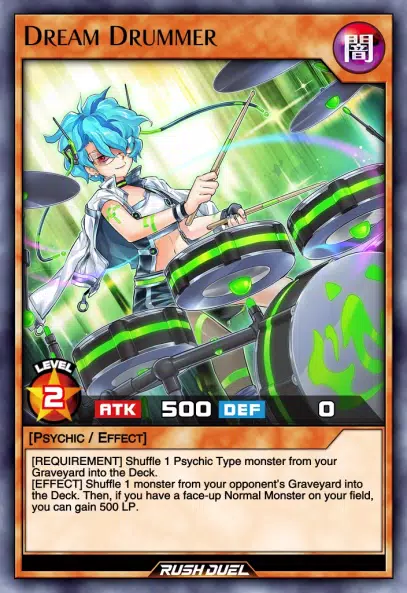 DREAM DRUMMER
闇
LEVEL
2
ATK 500 DEF 0
[PSYCHIC / EFFECT]
[REQUIREMENT] Shuffle 1 Psychic Type monster from your
Graveyard into the Deck.
[EFFECT] Shuffle 1 monster from your opponent's Graveyard into
the Deck. Then, if you have a face-up Normal Monster on your field,
you can gain 500 LP.
RUSH DUEL